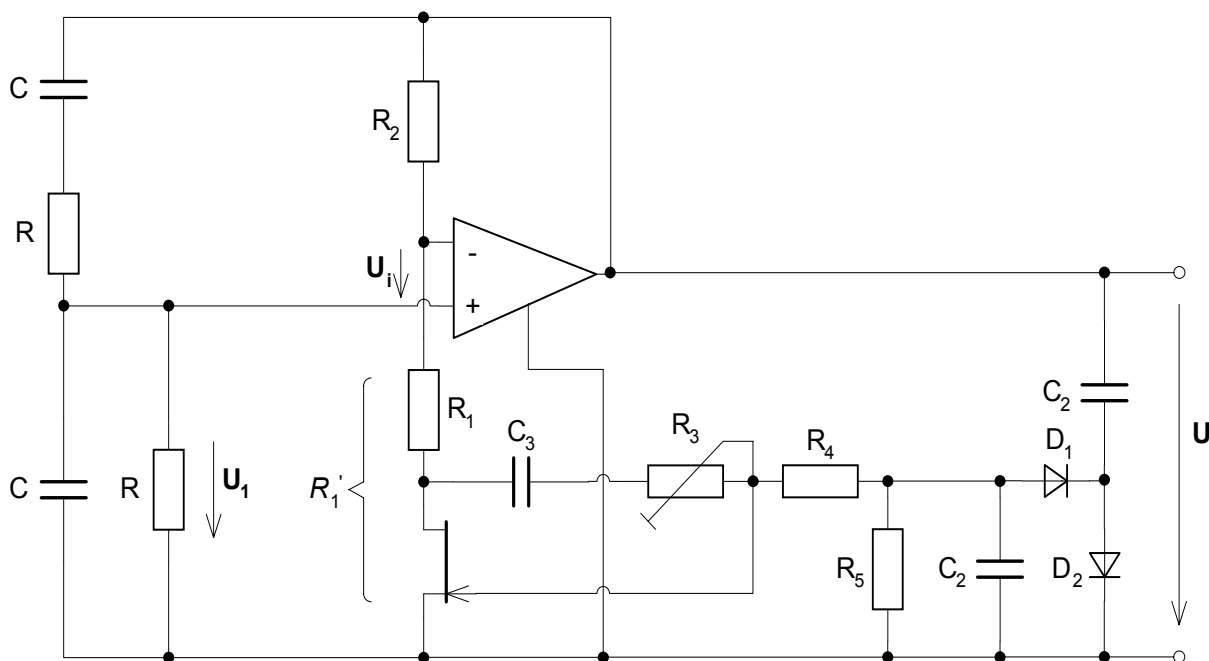 C
R₂
R
Uᵢ
-
+
R₁
C₃
R₃
R₄
D₁
C₂
U
C
R
U₁
R₁'
R₅
C₂
D₂